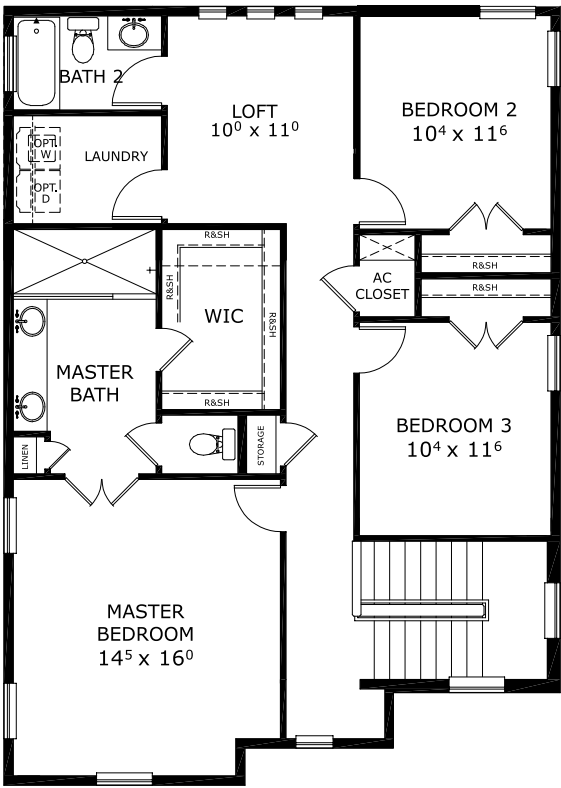 BATH 2
LOFT
10⁰ x 11⁰
BEDROOM 2
10⁴ x 11⁶
OPT.
W
LAUNDRY
OPT.
D
R&SH
R&SH
WIC
R&SH
R&SH
AC
CLOSET
R&SH
R&SH
MASTER
BATH
LINEN
STORAGE
BEDROOM 3
10⁴ x 11⁶
MASTER
BEDROOM
14⁵ x 16⁰